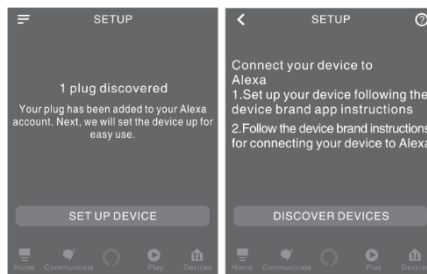 SETUP
1 plug discovered
Your plug has been added to your Alexa
account. Next, we will set the device up for
easy use.
SET UP DEVICE
Home Communicate Play Devices
SETUP
Connect your device to
Alexa
1.Set up your device following the
device brand app instructions
2.Follow the device brand instructions
for connecting your device to Alexa
DISCOVER DEVICES
Home Communicate Play Devices